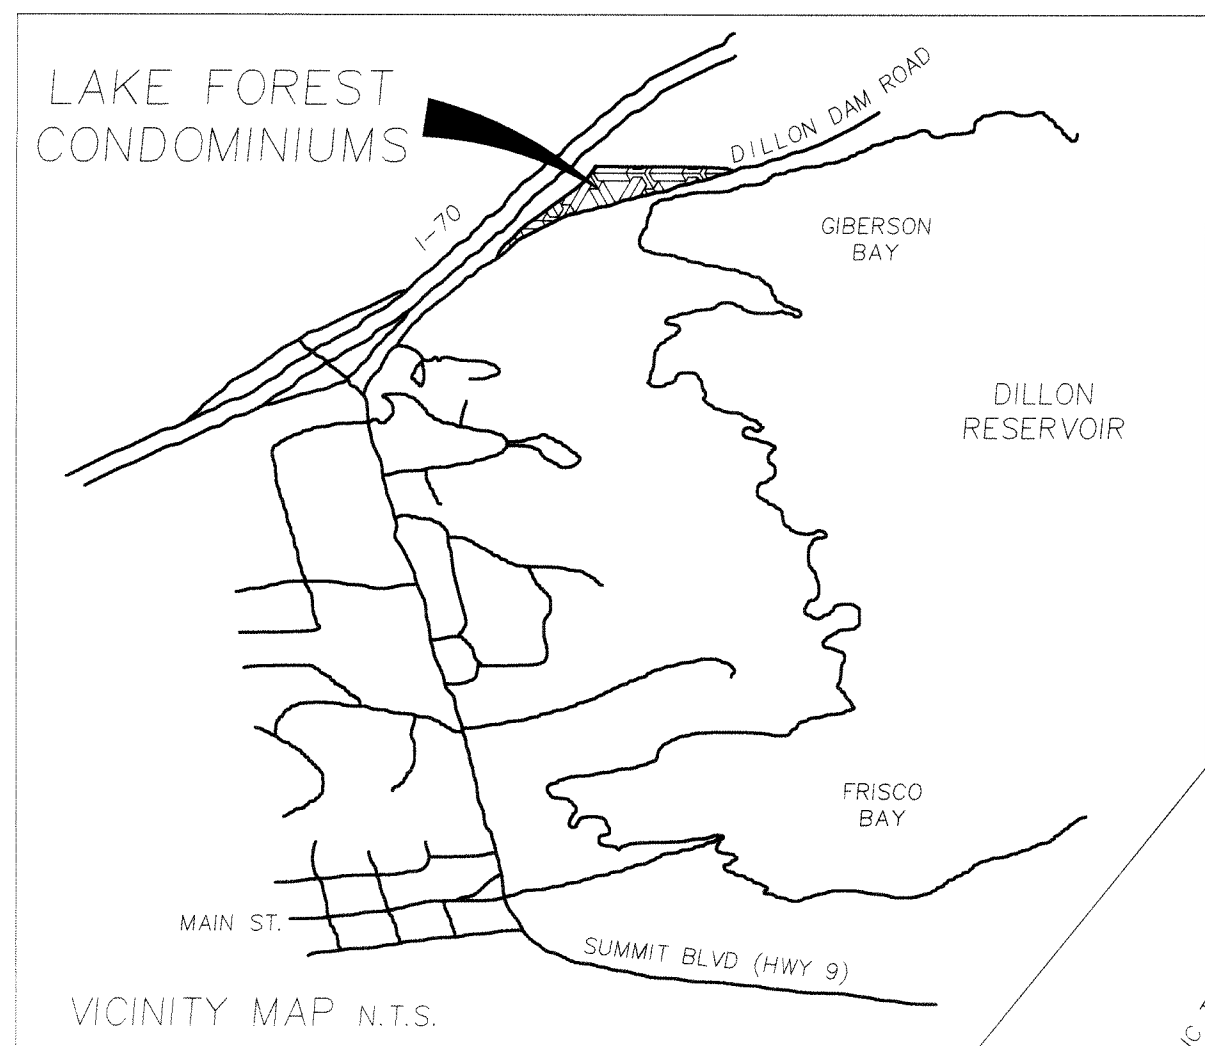 LAKE FOREST
CONDOMINIUMS
DILLON DAM ROAD
I-70
GIBERSON
BAY
DILLON
RESERVOIR
FRISCO
BAY
MAIN ST.
SUMMIT BLVD (HWY 9)
VICINITY MAP N.T.S.